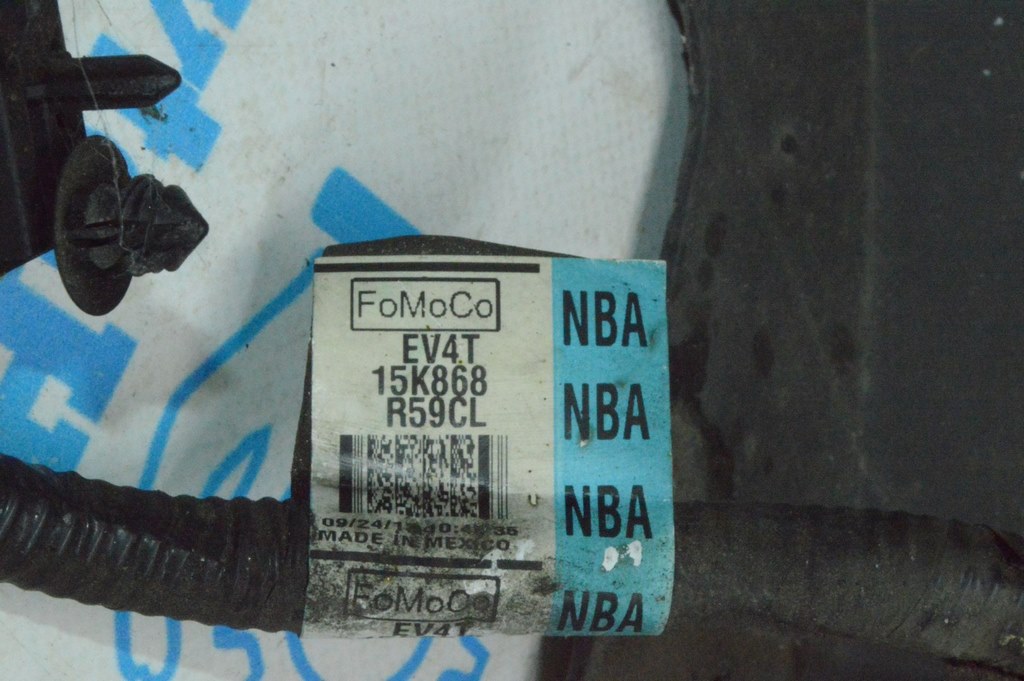 FoMoCo
EV4T
15K868
R59CL
MADE IN MEXICO
FoMoCo
EV4T
NBA
NBA
NBA
NBA